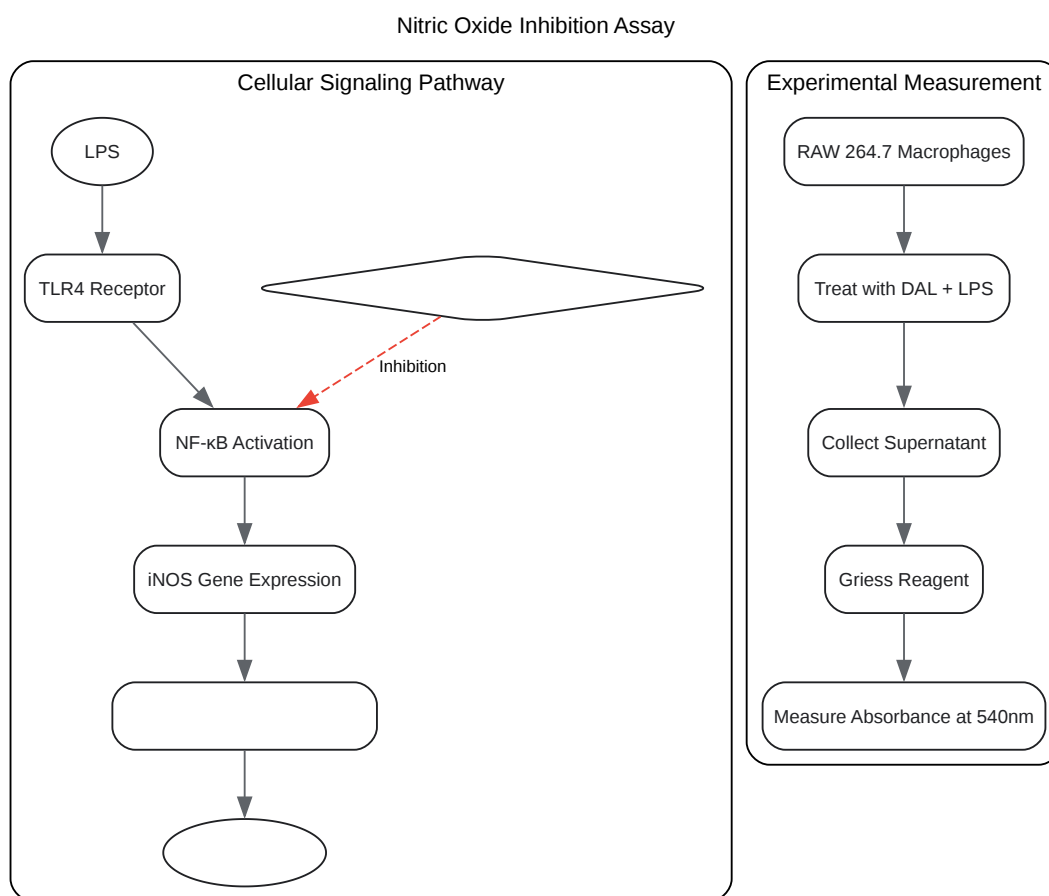 Nitric Oxide Inhibition Assay
Cellular Signaling Pathway
LPS
TLR4 Receptor
Inhibition
NF-κB Activation
iNOS Gene Expression
Experimental Measurement
RAW 264.7 Macrophages
Treat with DAL + LPS
Collect Supernatant
Griess Reagent
Measure Absorbance at 540nm